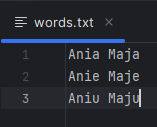 words.txt
1 Ania Maja
2 Anie Maje
3 Aniu Maju